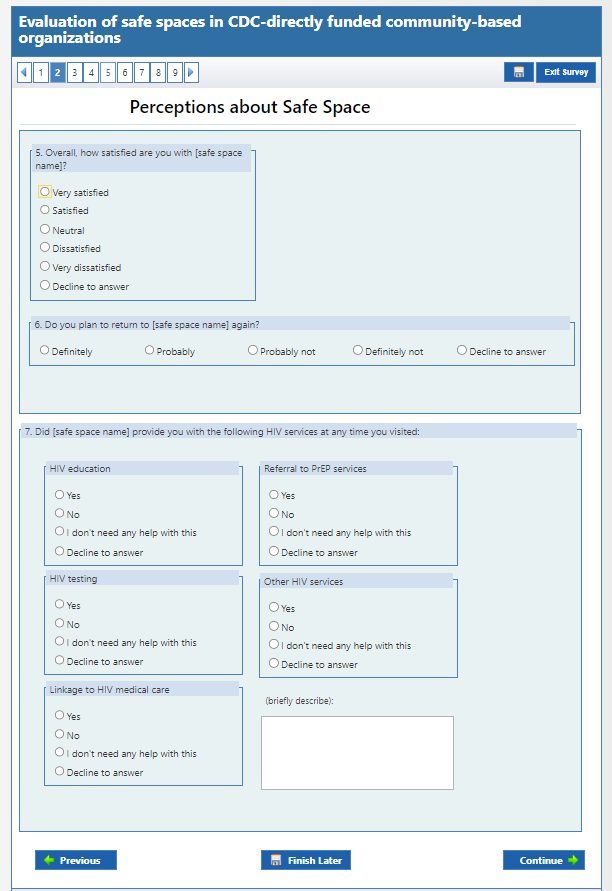 Evaluation of safe spaces in CDC-directly funded community-based
organizations
1 2 3 4 5 6 7 8 9
Exit Survey
Perceptions about Safe Space
5. Overall, how satisfied are you with [safe space
name]?
Very satisfied
Satisfied
Neutral
Dissatisfied
Very dissatisfied
Decline to answer
6. Do you plan to return to [safe space name] again?
Definitely Probably Probably not Definitely not Decline to answer
7. Did [safe space name] provide you with the following HIV services at any time you visited:
HIV education
Yes
No
I don't need any help with this
Decline to answer
Referral to PrEP services
Yes
No
I don't need any help with this
Decline to answer
HIV testing
Yes
No
I don't need any help with this
Decline to answer
Other HIV services
Yes
No
I don't need any help with this
Decline to answer
Linkage to HIV medical care
Yes
No
I don't need any help with this
Decline to answer
(briefly describe):
Previous
Finish Later
Continue